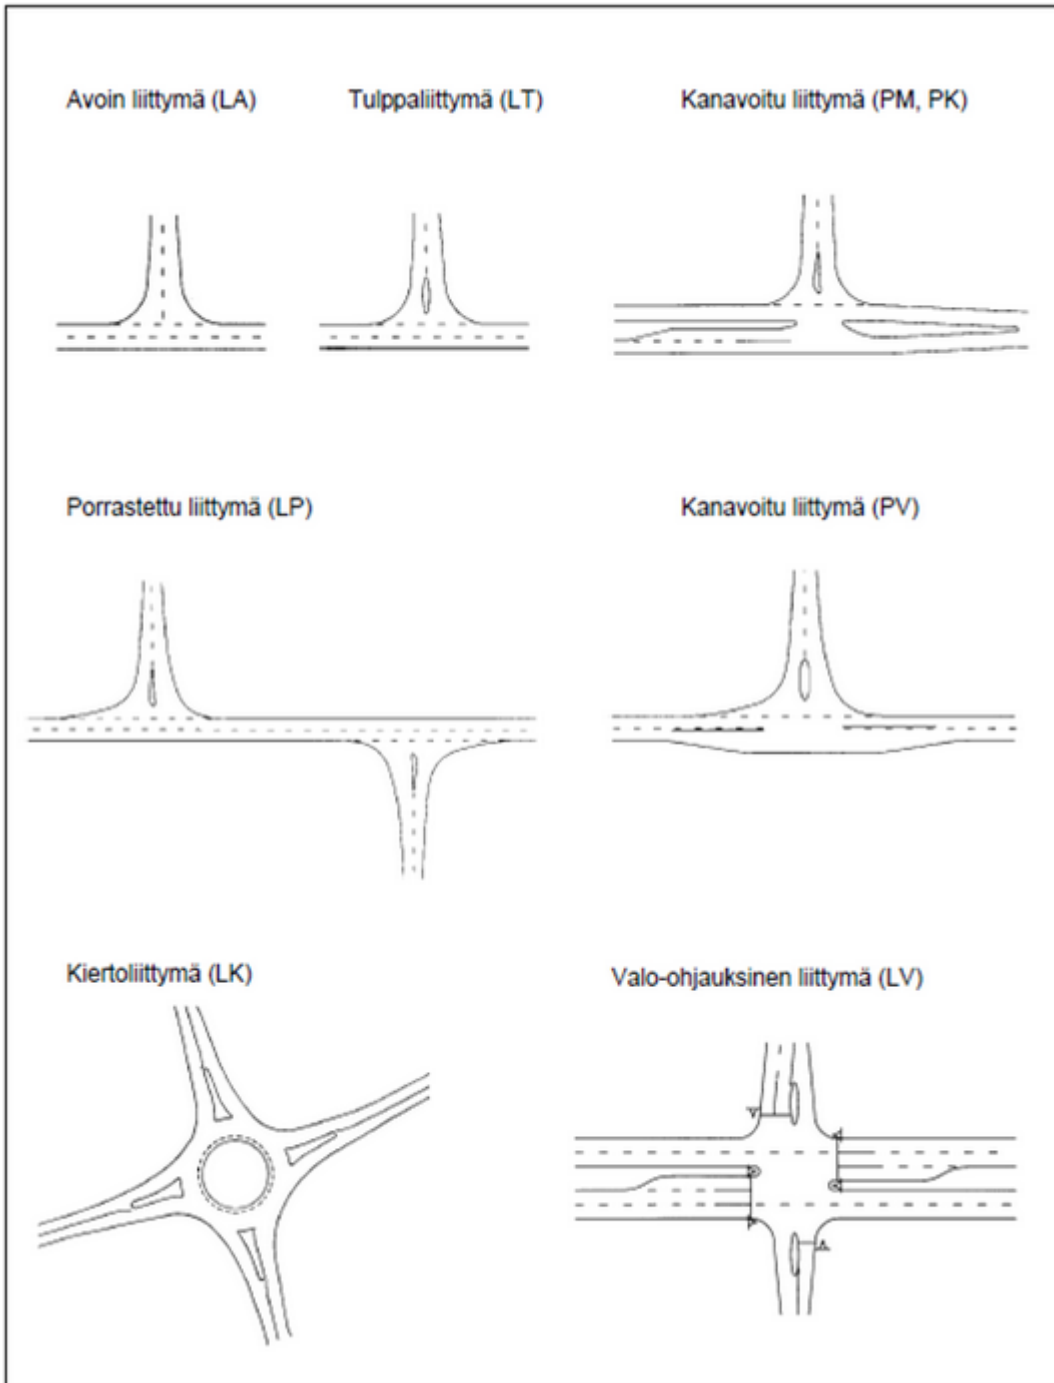 Avoin liittymä (LA)
Tulppaliittymä (LT)
Kanavoitu liittymä (PM, PK)
Porrastettu liittymä (LP)
Kanavoitu liittymä (PV)
Kiertoliittymä (LK)
Valo-ohjauksinen liittymä (LV)